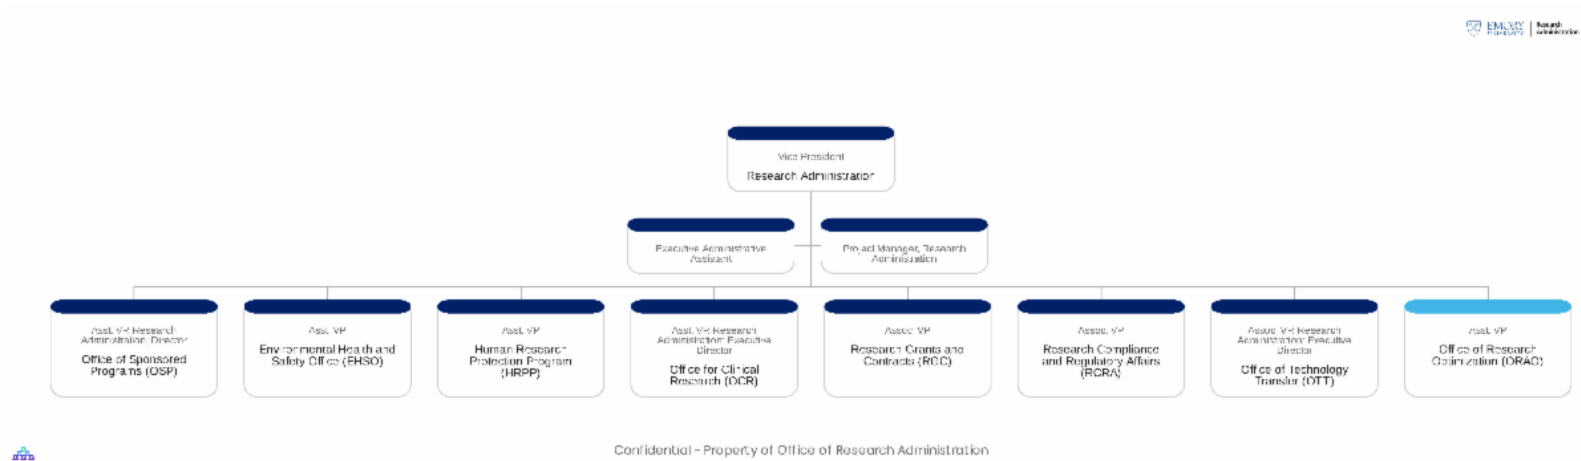 EMORY
UNIVERSITY
Research
Administration
Vice President
Research Administration
Executive Administrative
Assistant
Project Manager, Research
Administration
Asst. VP, Research
Administration: Director
Office of Sponsored
Programs (OSP)
Asst. VP
Environmental Health and
Safety Office (EHSO)
Asst. VP
Human Research
Protection Program
(HRPP)
Asst. VP, Research
Administration: Executive
Director
Office for Clinical
Research (OCR)
Assoc. VP
Research Grants and
Contracts (RGC)
Assoc. VP
Research Compliance
and Regulatory Affairs
(RCRA)
Assoc. VP, Research
Administration: Executive
Director
Office of Technology
Transfer (OTT)
Asst. VP
Office of Research
Optimization (ORAO)
Confidential - Property of Office of Research Administration